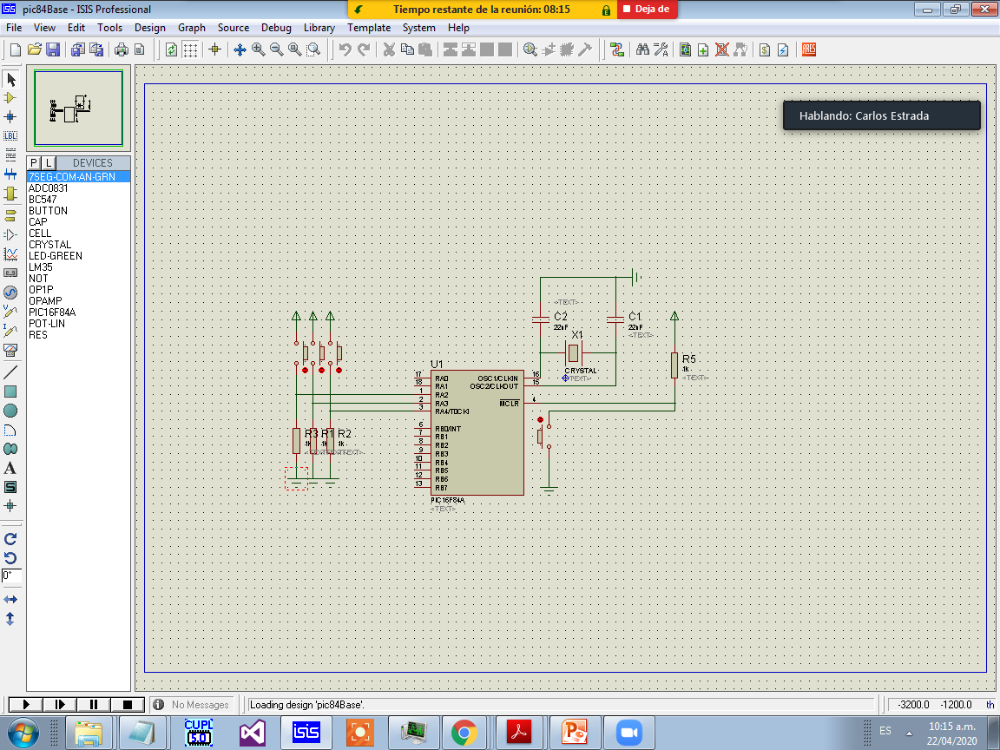 pic84Base - ISIS Professional
Tiempo restante de la reunión: 08:15
Deja de
File View Edit Tools Design Graph Source Debug Library Template System Help
Hablando: Carlos Estrada
P L DEVICES
7SEG-COM-AN-GRN
ADC0831
BC547
BUTTON
CAP
CELL
CRYSTAL
LED-GREEN
LM35
NOT
OP1P
OPAMP
PIC16F84A
POT-LIN
RES
LBL
A
S
0°
ARES
<TEXT>
C2
22nF
C1
22nF
<TEXT>
X1
CRYSTAL
<TEXT>
R5
1k
<TEXT>
U1
17 RA0 OSC1/CLKIN 16
18 RA1 OSC2/CLKOUT 15
1 RA2
2 RA3 MCLR 4
3 RA4/T0CKI
6 RB0/INT
7 RB1
8 RB2
9 RB3
10 RB4
11 RB5
12 RB6
13 RB7
PIC16F84A
<TEXT>
R3 R1 R2
1k 1k 1k
No Messages
Loading design 'pic84Base'.
-3200.0 -1200.0 th
CUPL
5.0
ISIS
ES
10:15 a.m.
22/04/2020